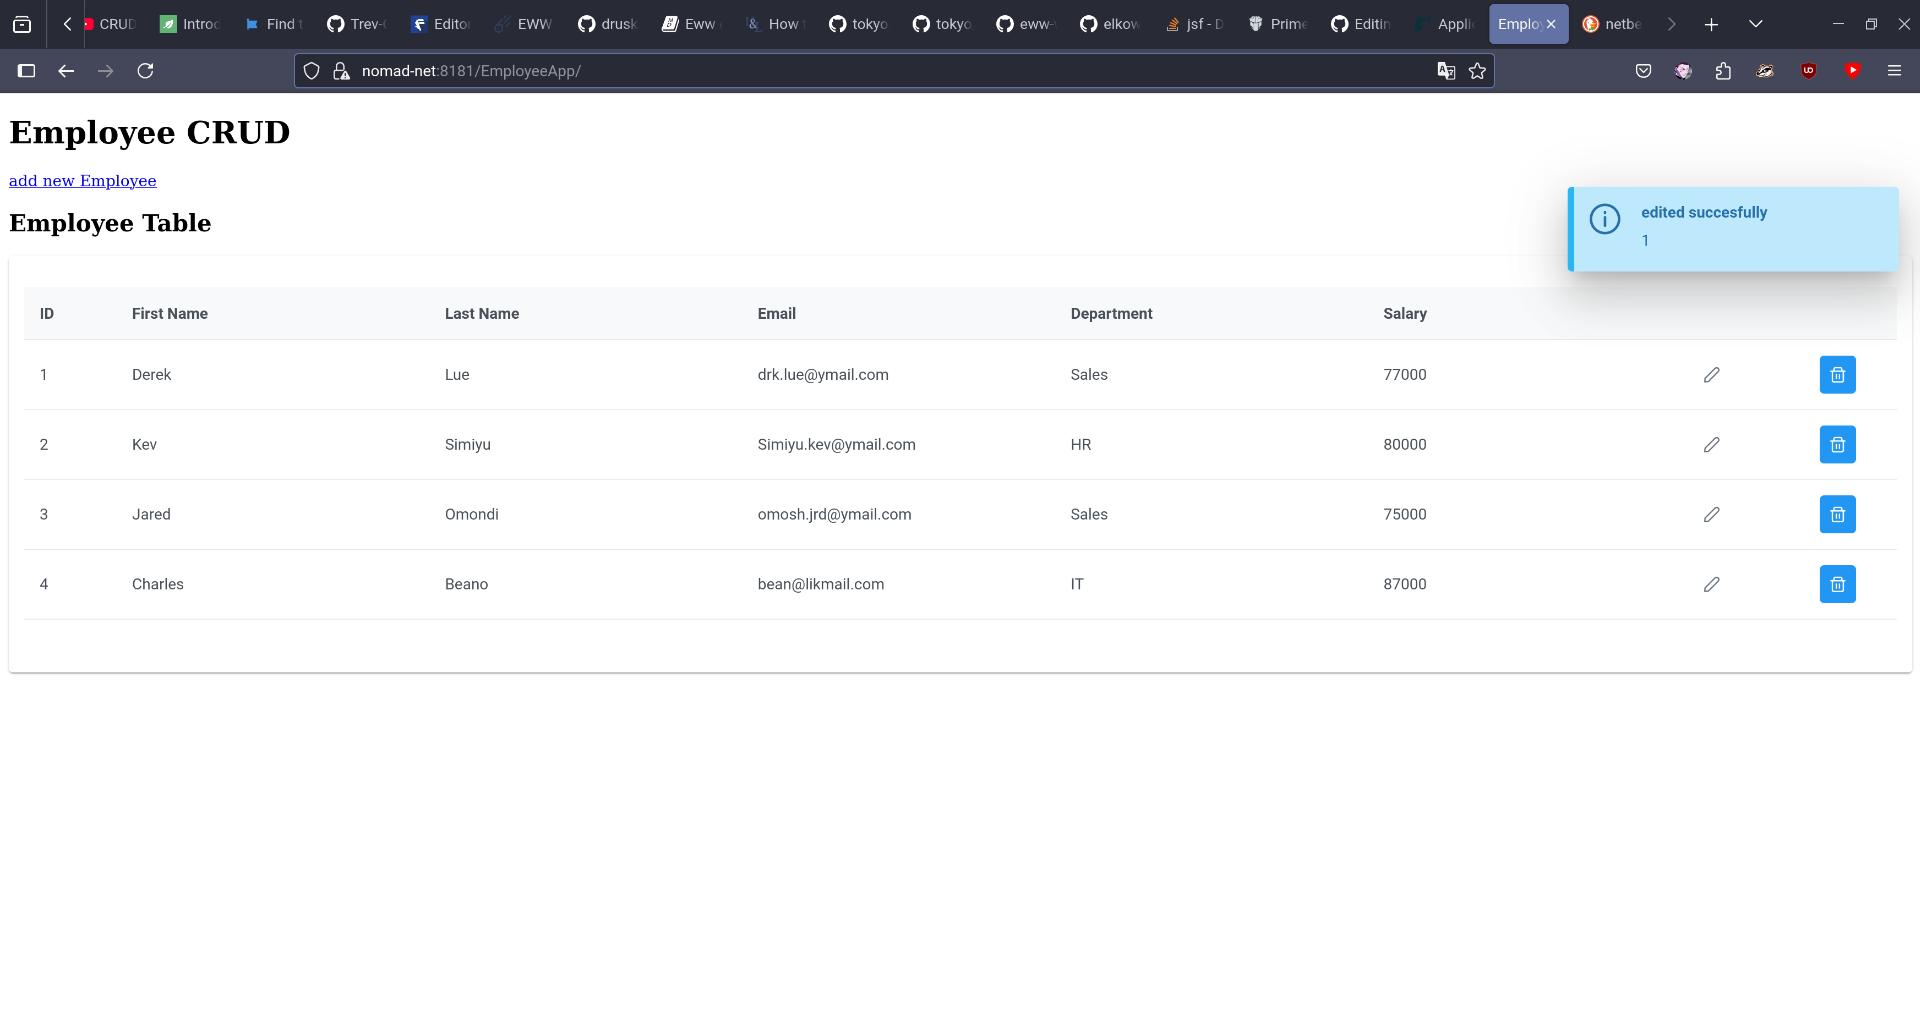 CRUD Introd Find t Trev-( Editor EWW drusk Eww How tokyo tokyo eww- elkow jsf - D Prime Editin Appli Emplo netbe
nomad-net:8181/EmployeeApp/
Employee CRUD
add new Employee
Employee Table
edited succesfully
1
ID First Name Last Name Email Department Salary
1 Derek Lue drk.lue@ymail.com Sales 77000
2 Kev Simiyu Simiyu.kev@ymail.com HR 80000
3 Jared Omondi omosh.jrd@ymail.com Sales 75000
4 Charles Beano bean@likmail.com IT 87000